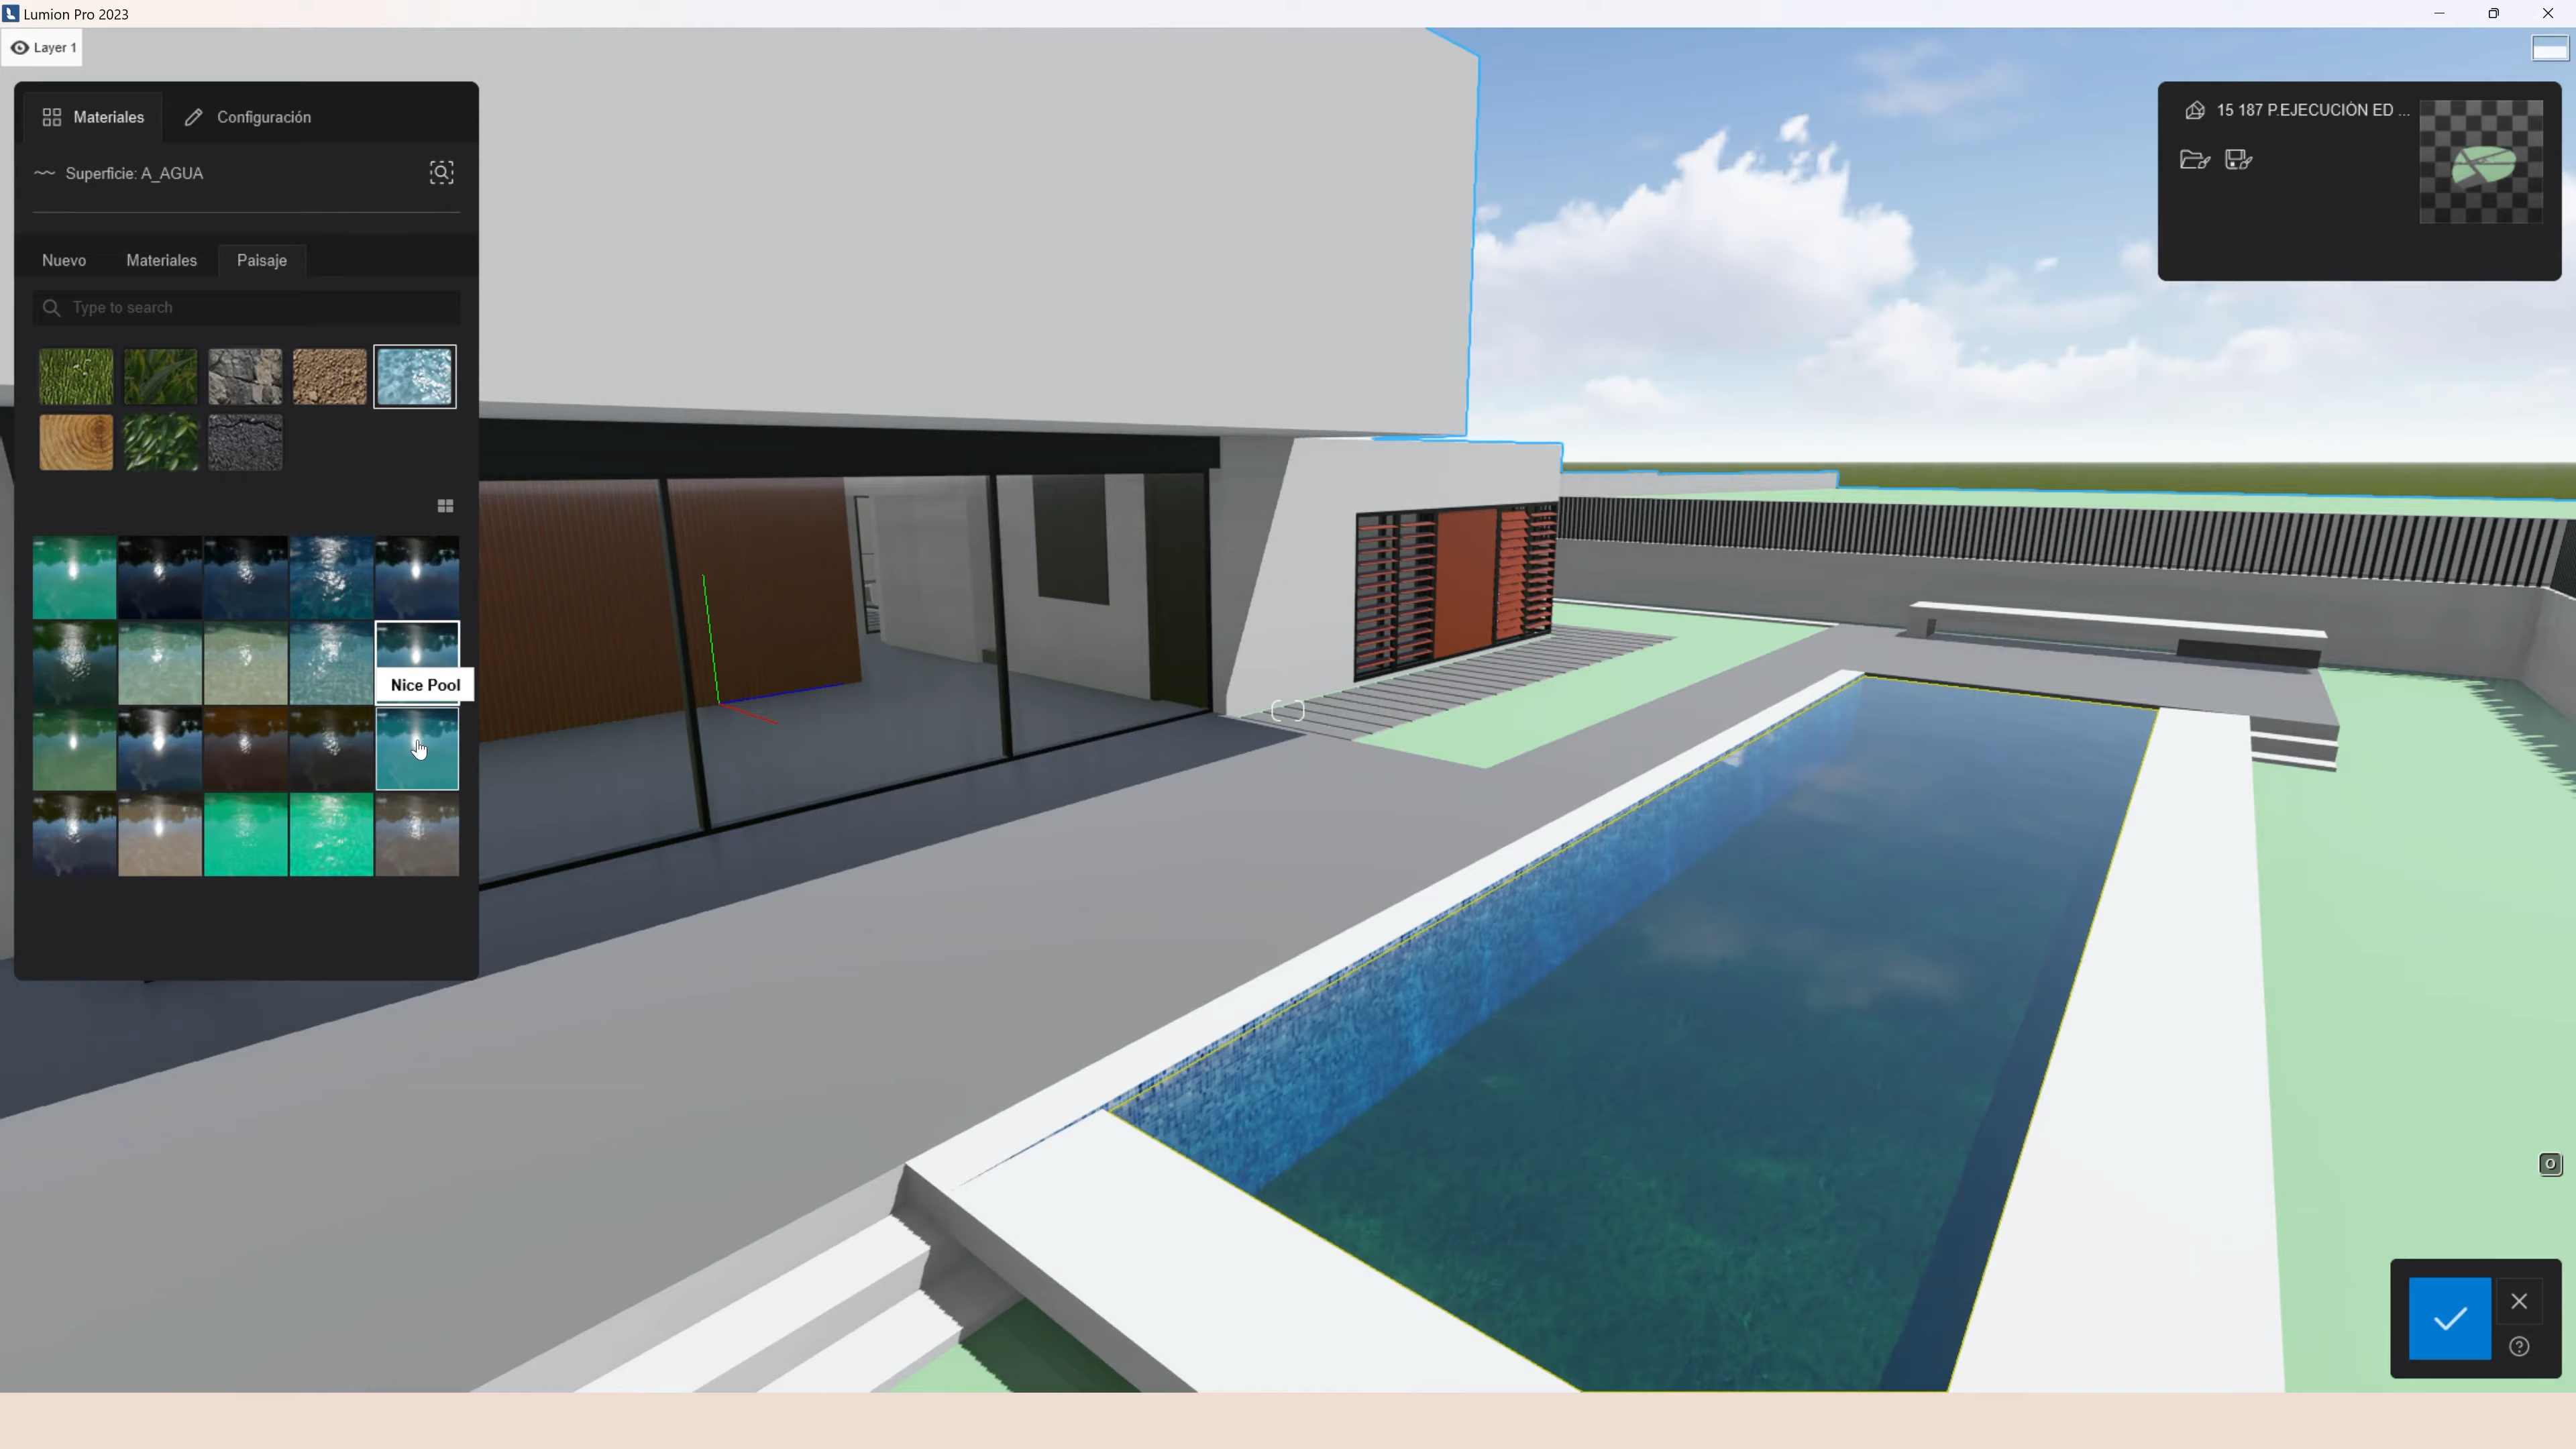 Lumion Pro 2023
Layer 1
Materiales
Configuración
Superficie: A_AGUA
Nuevo
Materiales
Paisaje
Type to search
Nice Pool
15 187 P.EJECUCIÓN ED ...
O